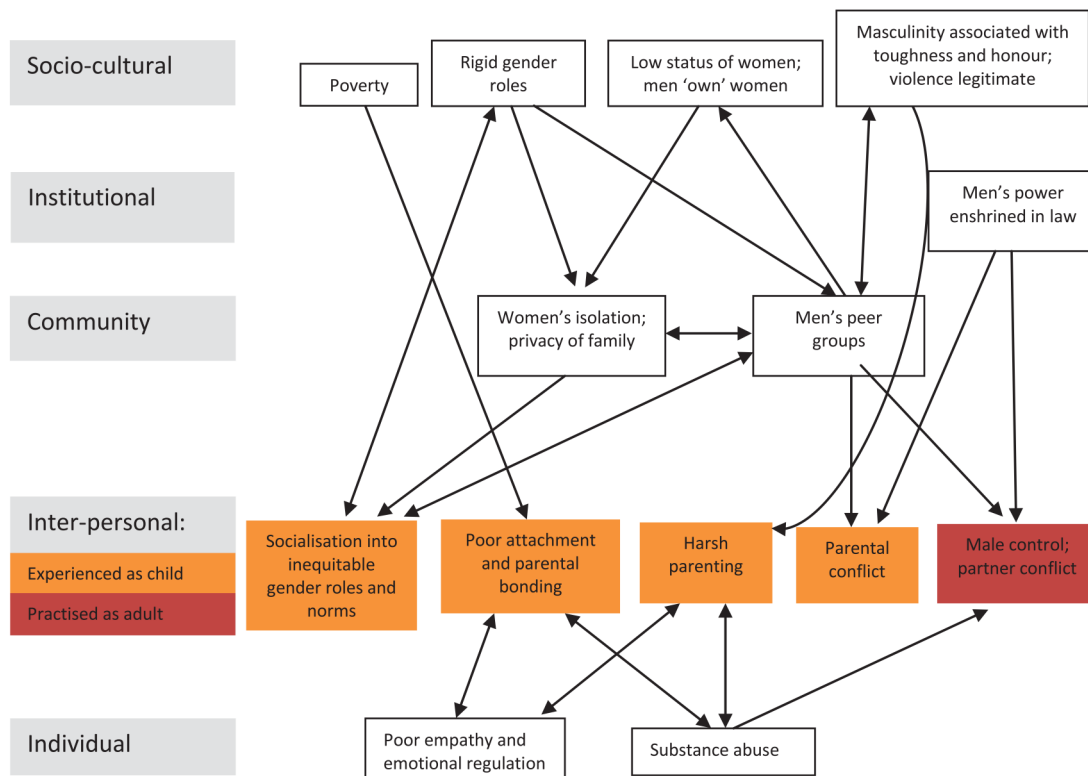 Socio-cultural
Poverty
Rigid gender
roles
Low status of women;
men ‘own’ women
Masculinity associated with
toughness and honour;
violence legitimate
Institutional
Men’s power
enshrined in law
Community
Women’s isolation;
privacy of family
Men’s peer
groups
Inter-personal:
Experienced as child
Practised as adult
Socialisation into
inequitable
gender roles and
norms
Poor attachment
and parental
bonding
Harsh
parenting
Parental
conflict
Male control;
partner conflict
Individual
Poor empathy and
emotional regulation
Substance abuse